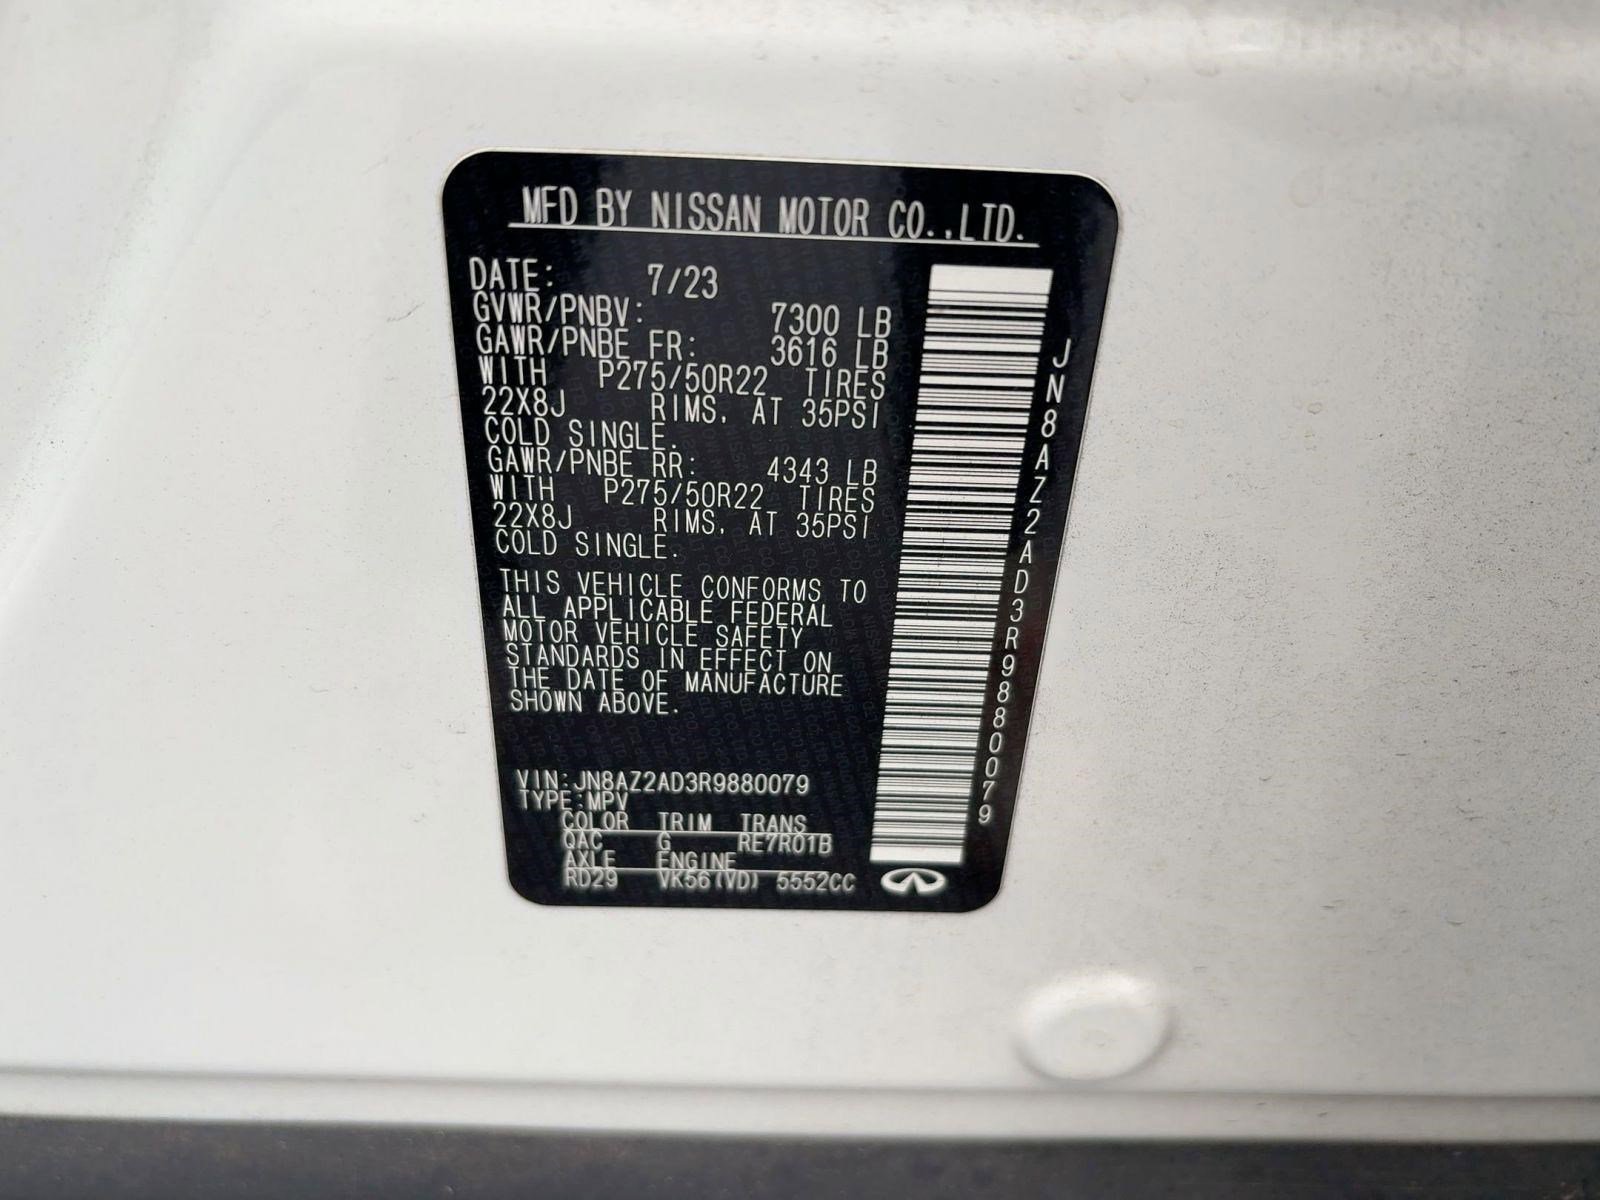 MFD BY NISSAN MOTOR CO.,LTD.
DATE: 7/23
GVWR/PNBV: 7300 LB
GAWR/PNBE FR: 3616 LB
WITH P275/50R22 TIRES
22X8J RIMS, AT 35PSI
COLD SINGLE.
GAWR/PNBE RR: 4343 LB
WITH P275/50R22 TIRES
22X8J RIMS, AT 35PSI
COLD SINGLE.
THIS VEHICLE CONFORMS TO
ALL APPLICABLE FEDERAL
MOTOR VEHICLE SAFETY
STANDARDS IN EFFECT ON
THE DATE OF MANUFACTURE
SHOWN ABOVE.
VIN:JN8AZ2AD3R9880079
TYPE:MPV
COLOR TRIM TRANS
QAC G RE7R01B
AXLE ENGINE
RD29 VK56(VD) 5552CC
JN8AZ2AD3R9880079